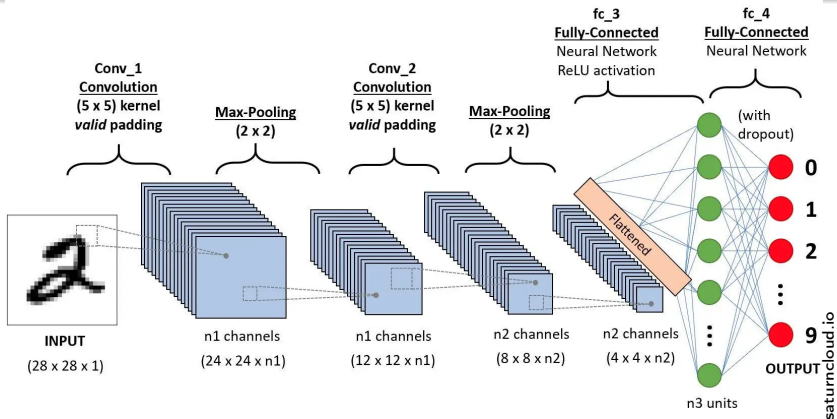 fc_3
Fully-Connected
Neural Network
ReLU activation
fc_4
Fully-Connected
Neural Network
Conv_1
Convolution
(5 x 5) kernel
valid padding
Max-Pooling
(2 x 2)
Conv_2
Convolution
(5 x 5) kernel
valid padding
Max-Pooling
(2 x 2)
(with
dropout)
0
1
2
9
Flattened
INPUT
(28 x 28 x 1)
n1 channels
(24 x 24 x n1)
n1 channels
(12 x 12 x n1)
n2 channels
(8 x 8 x n2)
n2 channels
(4 x 4 x n2)
OUTPUT
n3 units
saturncloud.io
2